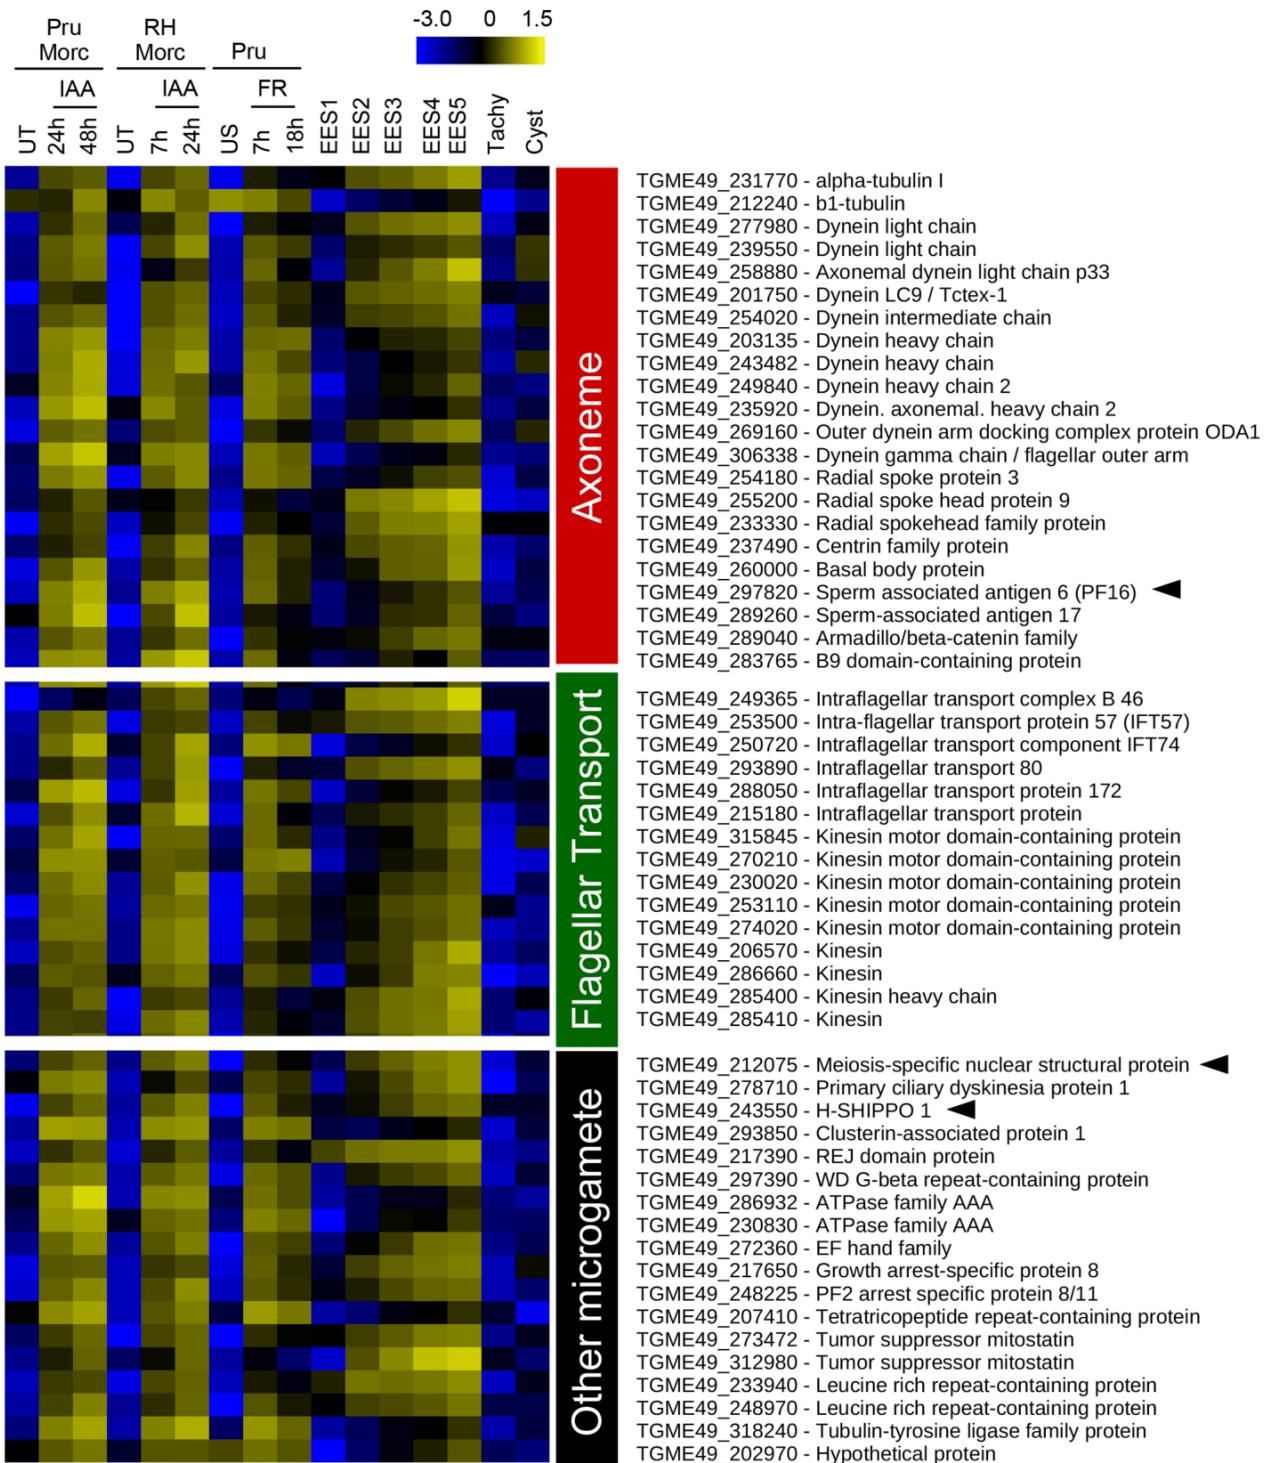 -3.0 0 1.5
Pru Morc
RH Morc
Pru
IAA
IAA
FR
UT
24h
48h
UT
7h
24h
US
7h
18h
EES1
EES2
EES3
EES4
EES5
Tachy
Cyst
Axoneme
TGME49_231770 - alpha-tubulin I
TGME49_212240 - b1-tubulin
TGME49_277980 - Dynein light chain
TGME49_239550 - Dynein light chain
TGME49_258880 - Axonemal dynein light chain p33
TGME49_201750 - Dynein LC9 / Tctex-1
TGME49_254020 - Dynein intermediate chain
TGME49_203135 - Dynein heavy chain
TGME49_243482 - Dynein heavy chain
TGME49_249840 - Dynein heavy chain 2
TGME49_235920 - Dynein. axonemal. heavy chain 2
TGME49_269160 - Outer dynein arm docking complex protein ODA1
TGME49_306338 - Dynein gamma chain / flagellar outer arm
TGME49_254180 - Radial spoke protein 3
TGME49_255200 - Radial spoke head protein 9
TGME49_233330 - Radial spokehead family protein
TGME49_237490 - Centrin family protein
TGME49_260000 - Basal body protein
TGME49_297820 - Sperm associated antigen 6 (PF16)
TGME49_289260 - Sperm-associated antigen 17
TGME49_289040 - Armadillo/beta-catenin family
TGME49_283765 - B9 domain-containing protein
Flagellar Transport
TGME49_249365 - Intraflagellar transport complex B 46
TGME49_253500 - Intra-flagellar transport protein 57 (IFT57)
TGME49_250720 - Intraflagellar transport component IFT74
TGME49_293890 - Intraflagellar transport 80
TGME49_288050 - Intraflagellar transport protein 172
TGME49_215180 - Intraflagellar transport protein
TGME49_315845 - Kinesin motor domain-containing protein
TGME49_270210 - Kinesin motor domain-containing protein
TGME49_230020 - Kinesin motor domain-containing protein
TGME49_253110 - Kinesin motor domain-containing protein
TGME49_274020 - Kinesin motor domain-containing protein
TGME49_206570 - Kinesin
TGME49_286660 - Kinesin
TGME49_285400 - Kinesin heavy chain
TGME49_285410 - Kinesin
Other microgamete
TGME49_212075 - Meiosis-specific nuclear structural protein
TGME49_278710 - Primary ciliary dyskinesia protein 1
TGME49_243550 - H-SHIPPO 1
TGME49_293850 - Clusterin-associated protein 1
TGME49_217390 - REJ domain protein
TGME49_297390 - WD G-beta repeat-containing protein
TGME49_286932 - ATPase family AAA
TGME49_230830 - ATPase family AAA
TGME49_272360 - EF hand family
TGME49_217650 - Growth arrest-specific protein 8
TGME49_248225 - PF2 arrest specific protein 8/11
TGME49_207410 - Tetratricopeptide repeat-containing protein
TGME49_273472 - Tumor suppressor mitostatin
TGME49_312980 - Tumor suppressor mitostatin
TGME49_233940 - Leucine rich repeat-containing protein
TGME49_248970 - Leucine rich repeat-containing protein
TGME49_318240 - Tubulin-tyrosine ligase family protein
TGME49_202970 - Hypothetical protein